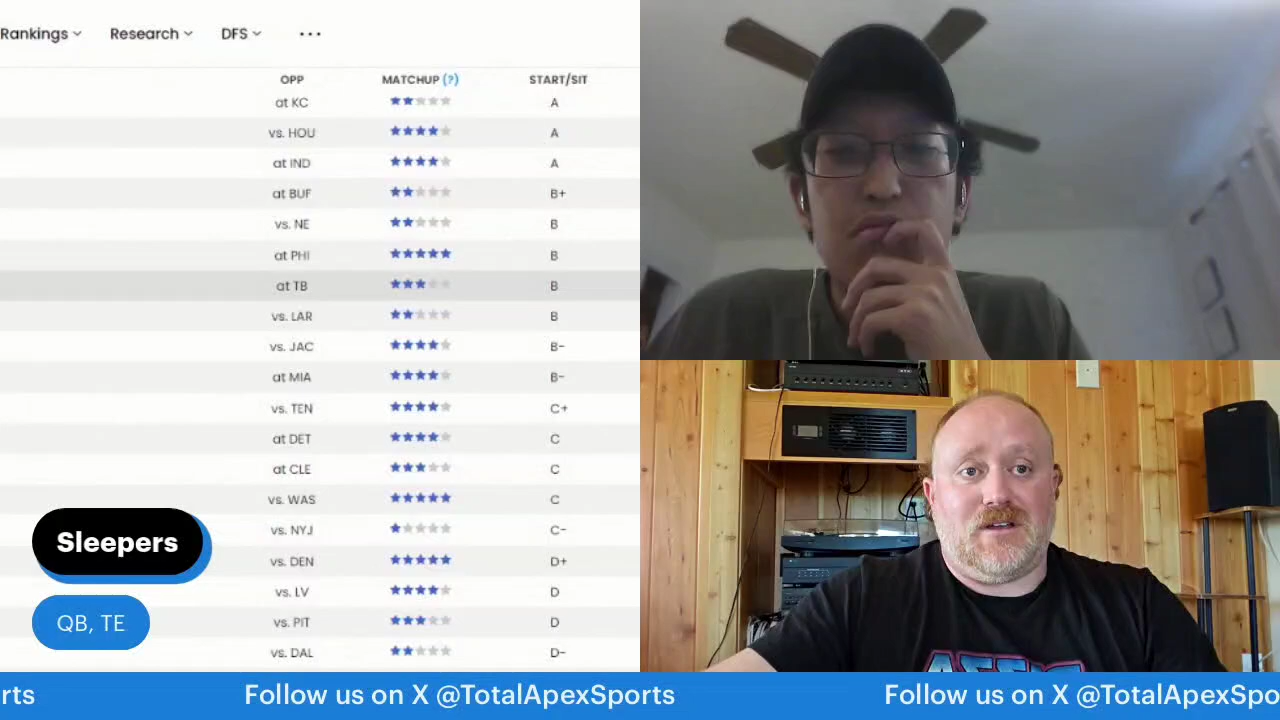 Rankings Research DFS
OPP MATCHUP (?) START/SIT
at KC A
vs. HOU A
at IND A
at BUF B+
vs. NE B
at PHI B
at TB B
vs. LAR B
vs. JAC B-
at MIA B-
vs. TEN C+
at DET C
at CLE C
vs. WAS C
vs. NYJ C-
vs. DEN D+
vs. LV D
vs. PIT D
vs. DAL D-
Sleepers
QB, TE
rts Follow us on X @TotalApexSports Follow us on X @TotalApexSpo